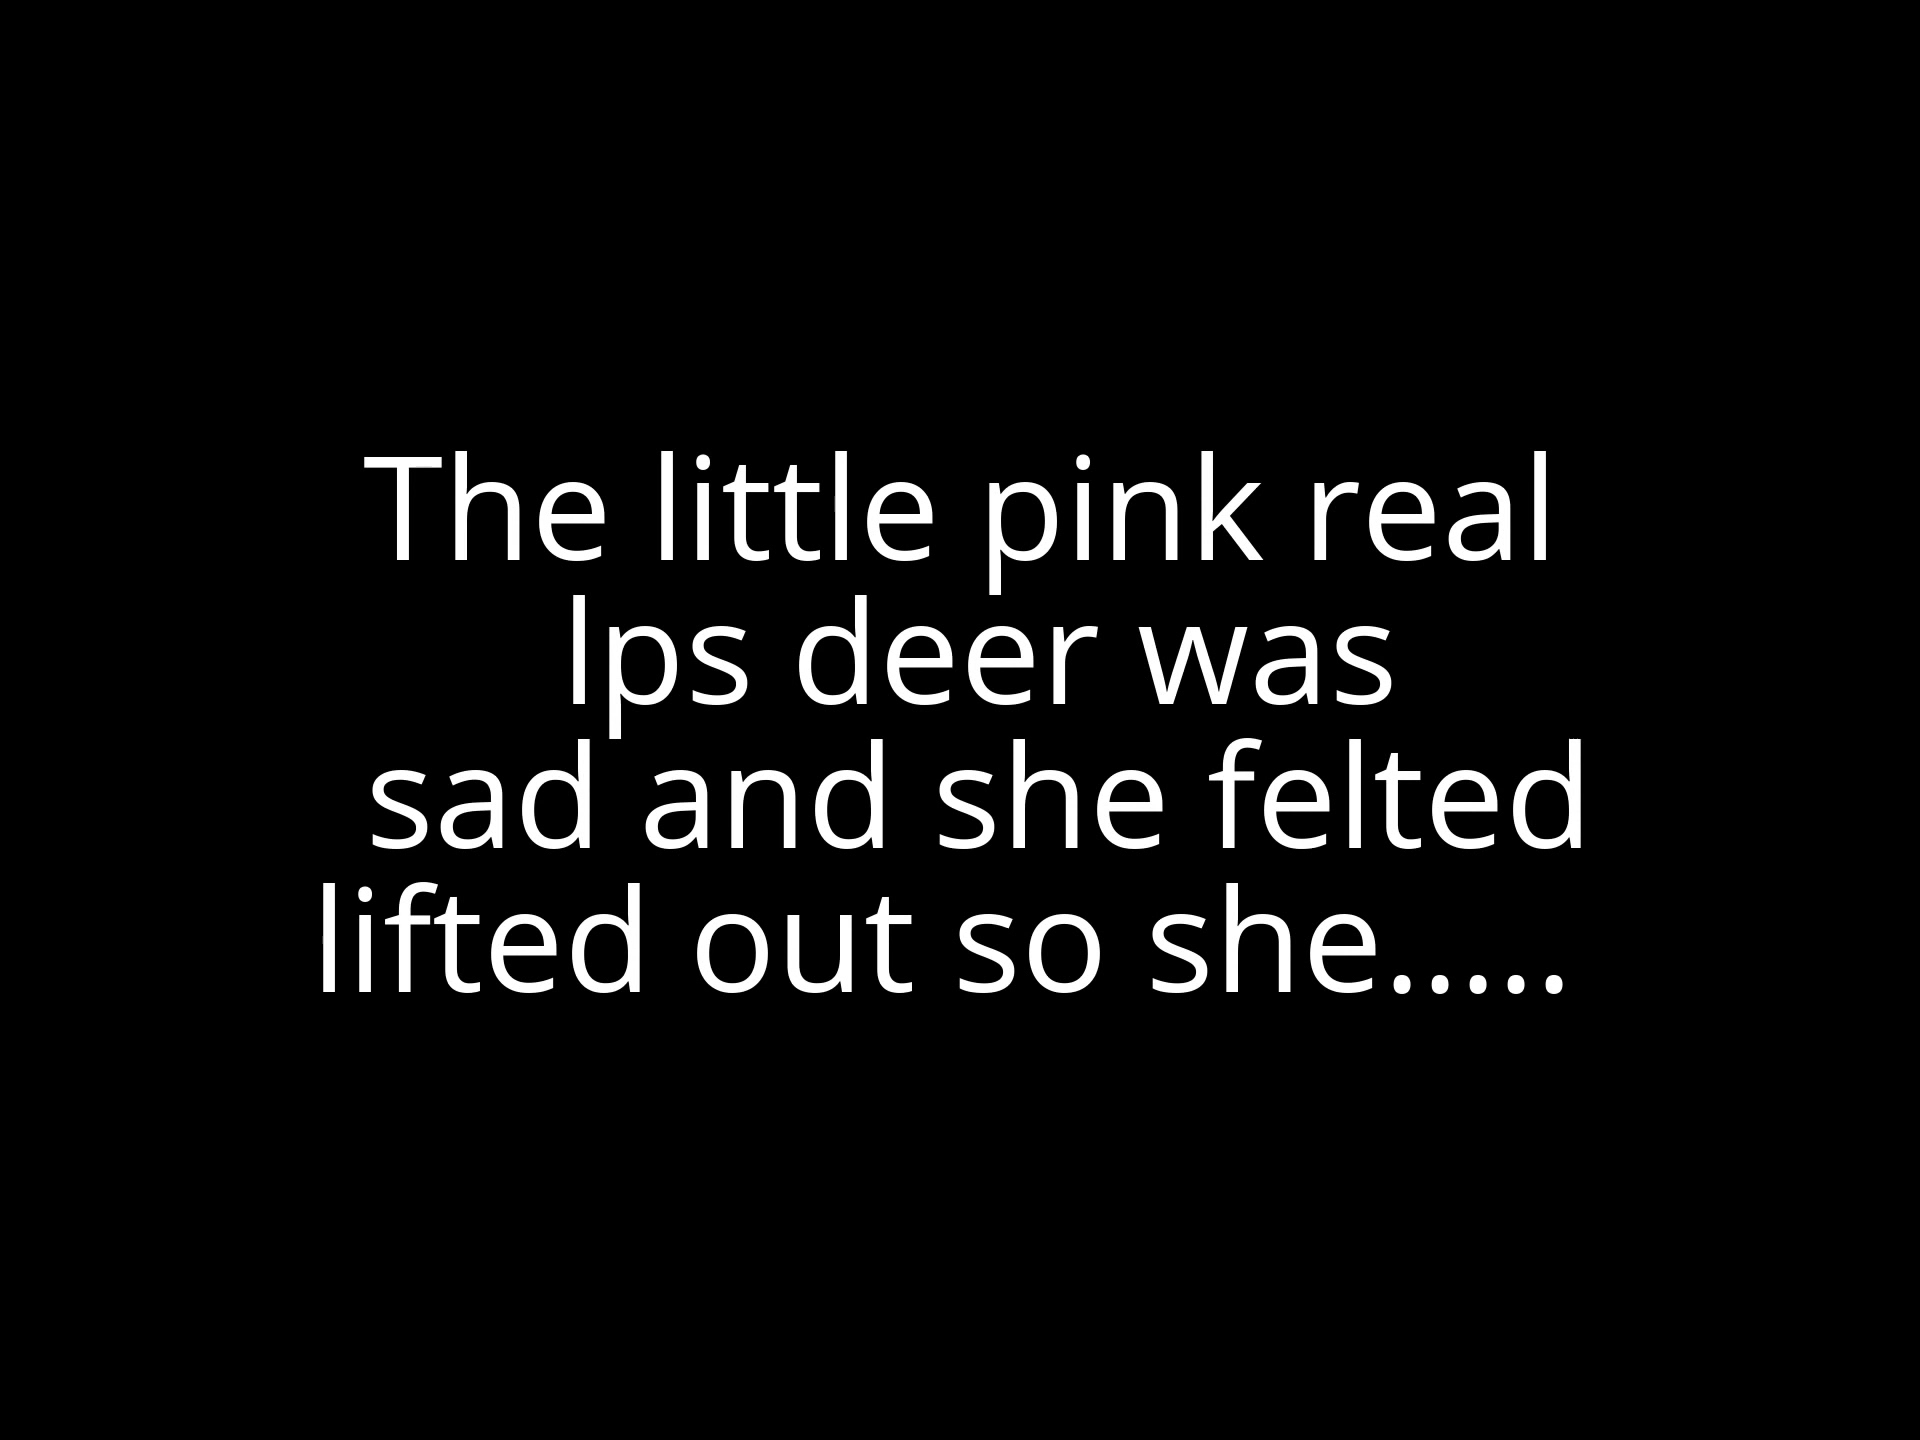 The little pink real
lps deer was
sad and she felted
lifted out so she.....